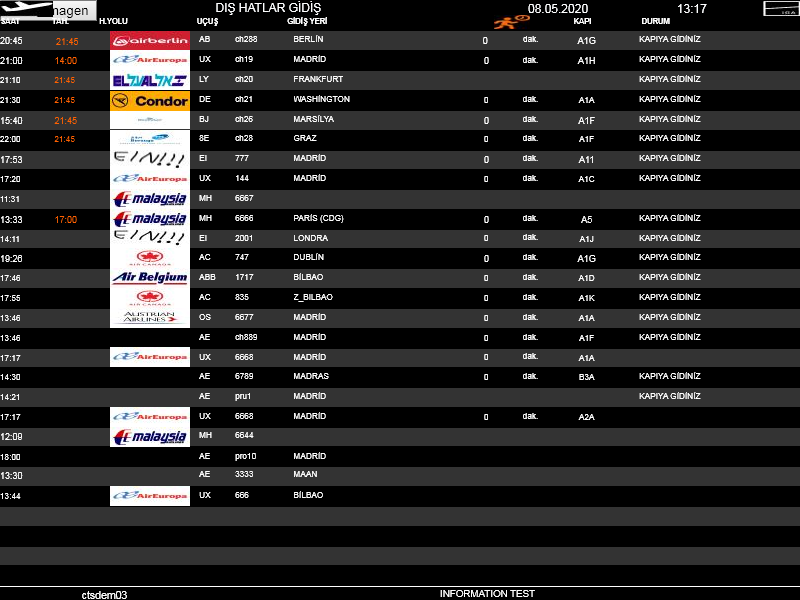 hagen DIŞ HATLAR GİDİŞ 08.05.2020 13:17
SAAT TAH. H.YOLU UÇUŞ GİDİŞ YERİ KAPI DURUM IGA
20:45 21:45 airberlin AB ch288 BERLİN 0 dak. A1G KAPIYA GİDİNİZ
21:00 14:00 AirEuropa UX ch19 MADRİD 0 dak. A1H KAPIYA GİDİNİZ
21:10 21:45 ELALאלעל LY ch20 FRANKFURT KAPIYA GİDİNİZ
21:30 21:45 Condor DE ch21 WASHİNGTON 0 dak. A1A KAPIYA GİDİNİZ
15:40 21:45 BJ ch26 MARSİLYA 0 dak. A1F KAPIYA GİDİNİZ
22:00 21:45 8E ch28 GRAZ 0 dak. A1F KAPIYA GİDİNİZ
17:53 EI 777 MADRİD 0 dak. A11 KAPIYA GİDİNİZ
17:20 AirEuropa UX 144 MADRİD 0 dak. A1C KAPIYA GİDİNİZ
11:31 malaysia MH 6667
13:33 17:00 malaysia MH 6666 PARİS (CDG) 0 dak. A5 KAPIYA GİDİNİZ
14:11 EI 2001 LONDRA 0 dak. A1J KAPIYA GİDİNİZ
19:26 AIR CANADA AC 747 DUBLİN 0 dak. A1G KAPIYA GİDİNİZ
17:46 Air Belgium ABB 1717 BİLBAO 0 dak. A1D KAPIYA GİDİNİZ
17:55 AIR CANADA AC 835 Z_BILBAO 0 dak. A1K KAPIYA GİDİNİZ
13:46 AUSTRIAN AIRLINES OS 6677 MADRİD 0 dak. A1A KAPIYA GİDİNİZ
13:46 AE ch889 MADRİD 0 dak. A1F KAPIYA GİDİNİZ
17:17 AirEuropa UX 6668 MADRİD 0 dak. A1A
14:30 AE 6789 MADRAS B3A KAPIYA GİDİNİZ
14:21 AE pru1 MADRİD KAPIYA GİDİNİZ
17:17 AirEuropa UX 6668 MADRİD 0 dak. A2A
12:09 malaysia MH 6644
18:00 AE pro10 MADRİD
13:30 AE 3333 MAAN
13:44 AirEuropa UX 666 BİLBAO
ctsdem03 INFORMATION TEST